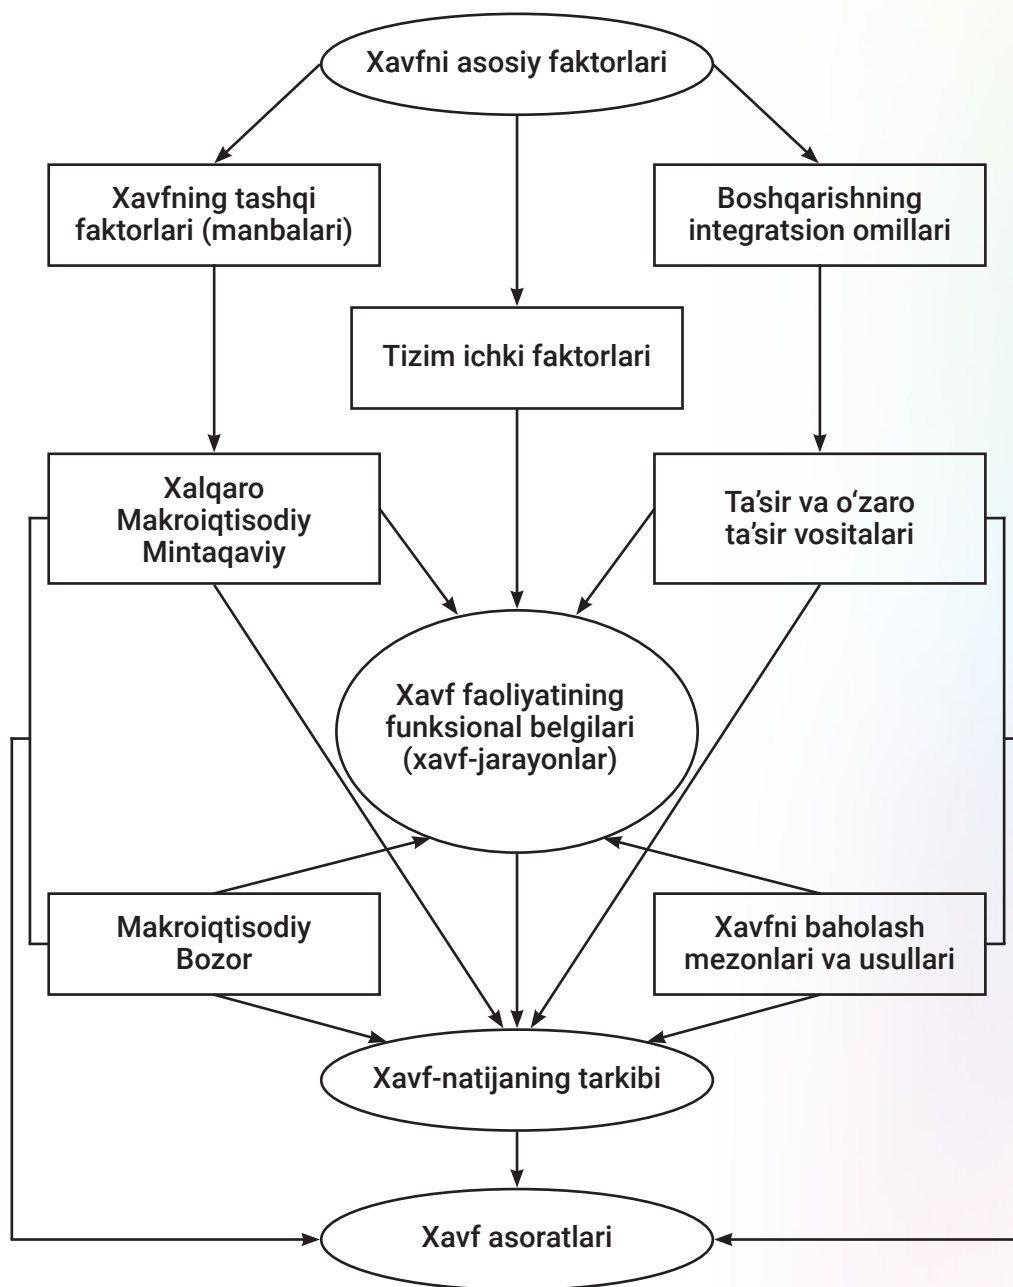 Xavfni asosiy faktorlari
Xavfning tashqi
faktorlari (manbalari)
Boshqarishning
integratsion omillari
Tizim ichki faktorlari
Xalqaro
Makroiqtisodiy
Mintaqaviy
Ta’sir va o‘zaro
ta’sir vositalari
Xavf faoliyatining
funksional belgilari
(xavf-jarayonlar)
Makroiqtisodiy
Bozor
Xavfni baholash
mezonlari va usullari
Xavf-natijaning tarkibi
Xavf asoratlari